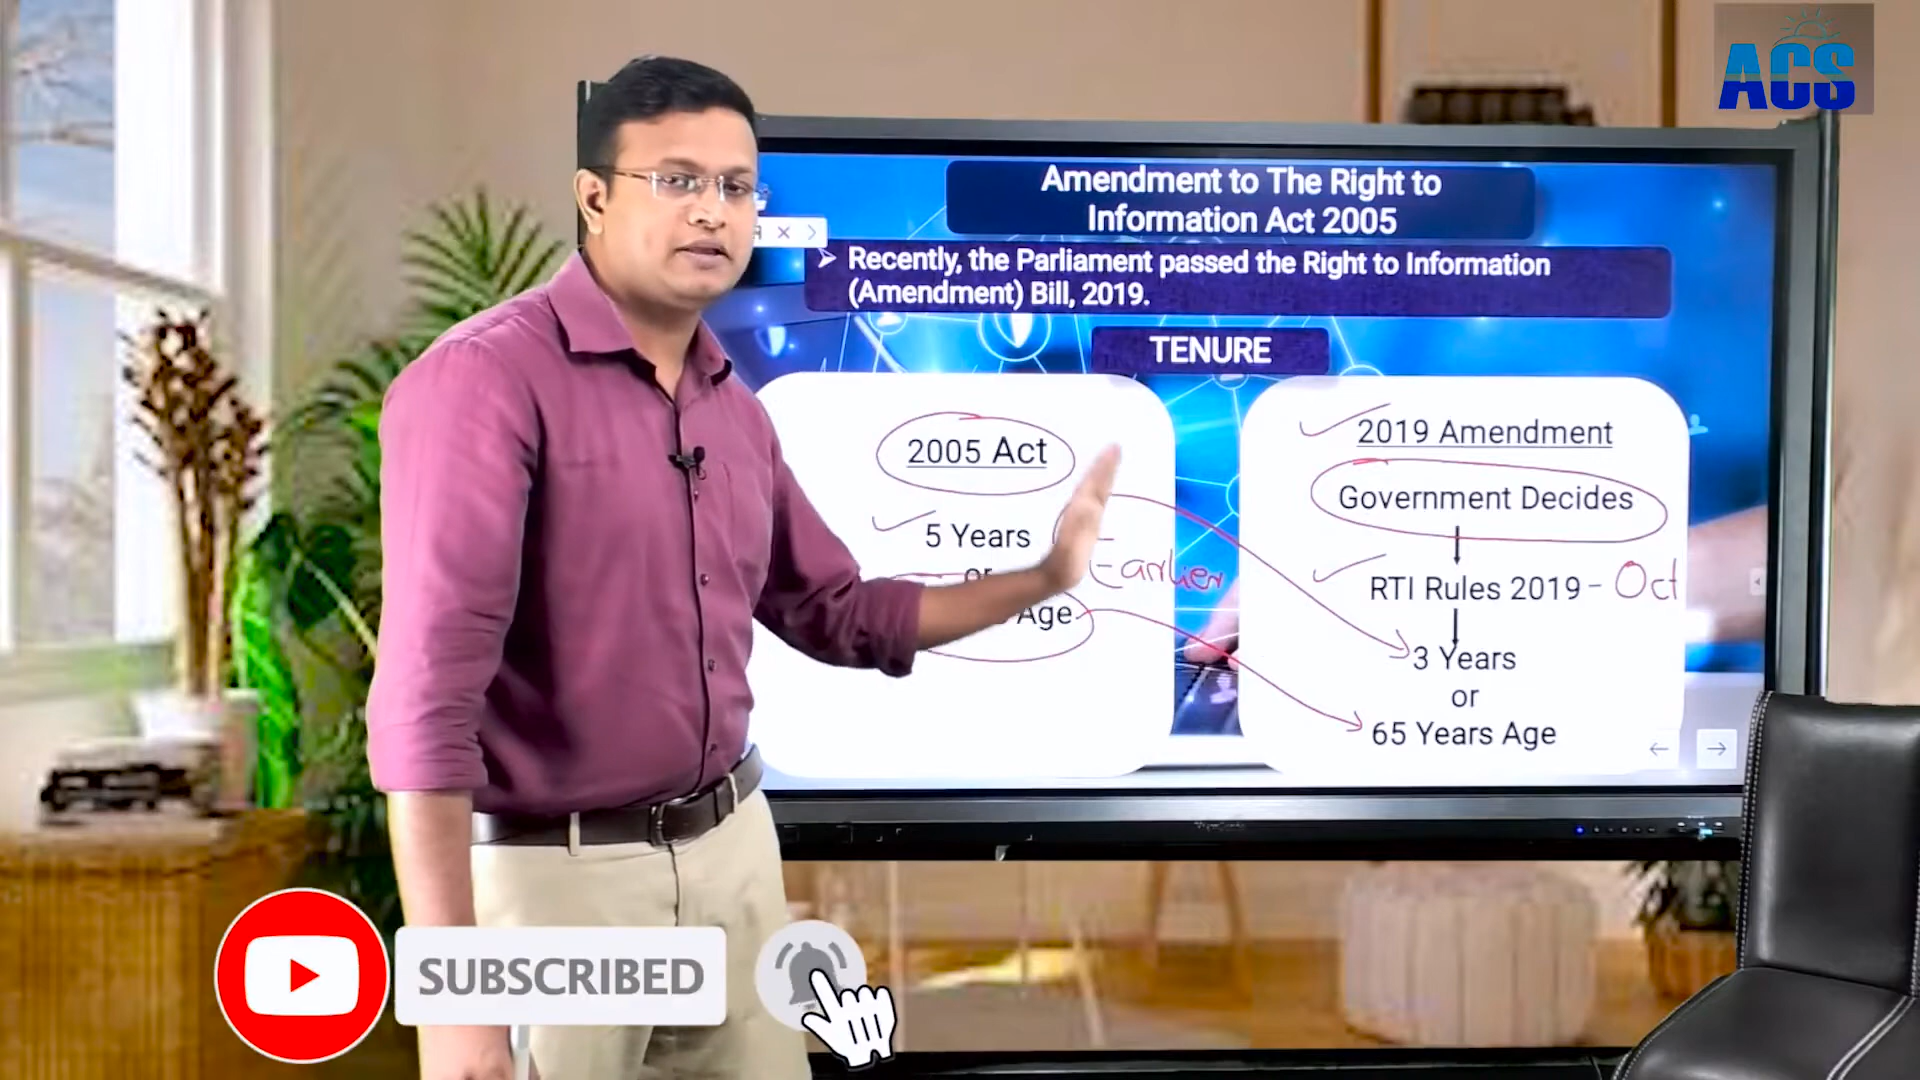 ACS
Amendment to The Right to
Information Act 2005
Recently, the Parliament passed the Right to Information
(Amendment) Bill, 2019.
TENURE
2005 Act
5 Years
or
Age
Earlier
2019 Amendment
Government Decides
RTI Rules 2019 - Oct
3 Years
or
65 Years Age
SUBSCRIBED